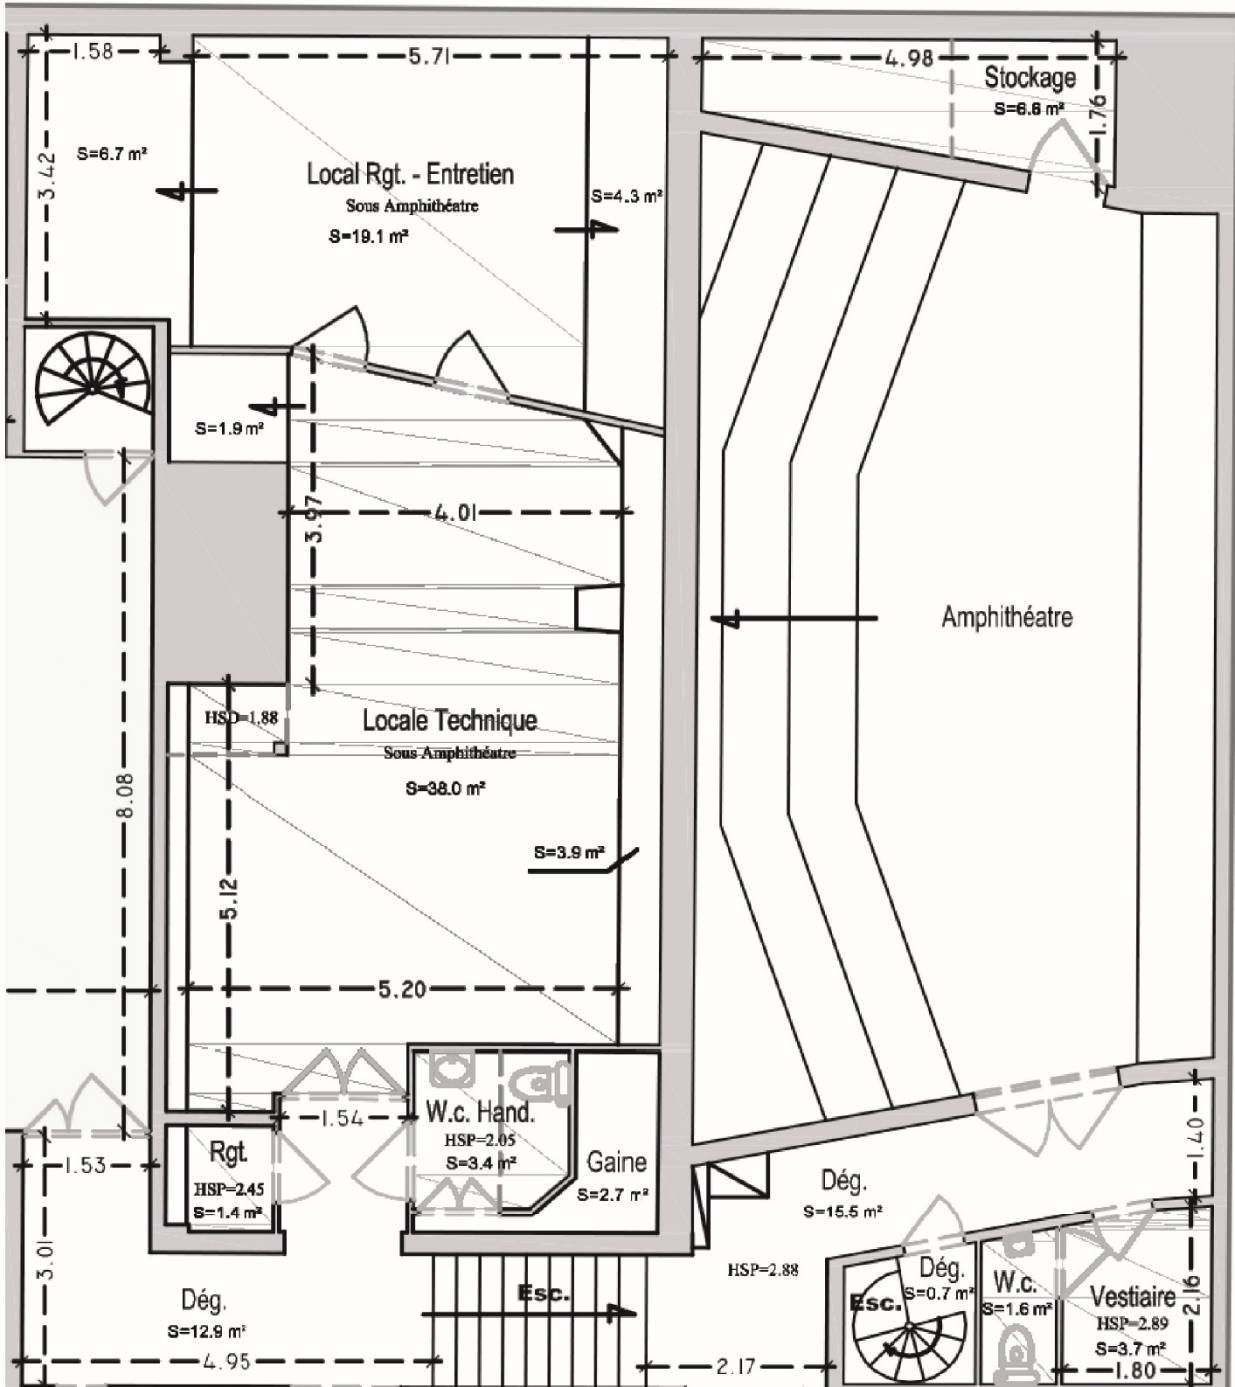 1.58
5.71
4.98
Stockage
S=6.6 m²
1.76
S=6.7 m²
3.42
Local Rgt. - Entretien
Sous Amphithéatre
S=19.1 m²
S=4.3 m²
S=1.9 m²
4.01
3.97
Amphithéatre
HSD=1.88
Locale Technique
Sous Amphithéatre
S=38.0 m²
8.08
S=3.9 m²
5.12
5.20
1.54
W.c. Hand.
HSP=2.05
S=3.4 m²
1.53
Rgt.
HSP=2.45
S=1.4 m²
Gaine
S=2.7 m²
1.40
Dég.
S=15.5 m²
3.01
HSP=2.88
Dég.
S=12.9 m²
Esc.
Esc.
Dég.
S=0.7 m²
W.c.
S=1.6 m²
Vestiaire
HSP=2.89
S=3.7 m²
2.16
4.95
2.17
1.80